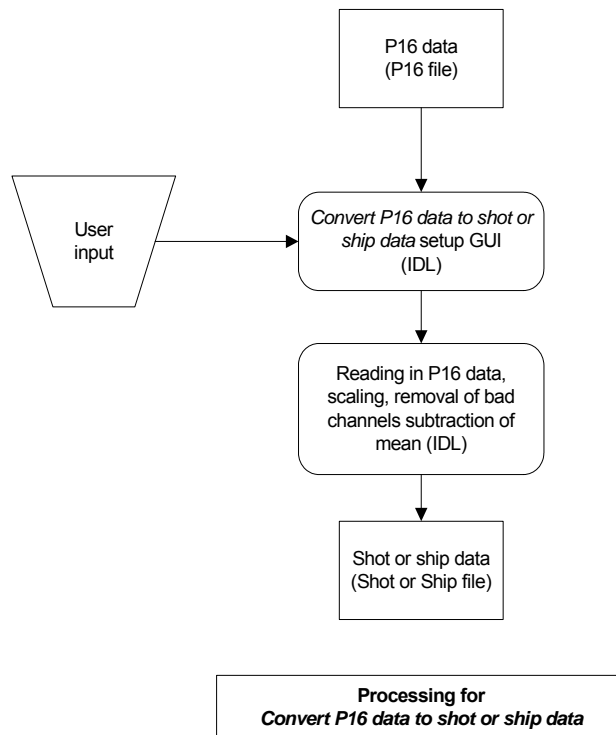 P16 data
(P16 file)
User
input
Convert P16 data to shot or
ship data setup GUI
(IDL)
Reading in P16 data,
scaling, removal of bad
channels subtraction of
mean (IDL)
Shot or ship data
(Shot or Ship file)
Processing for
Convert P16 data to shot or ship data